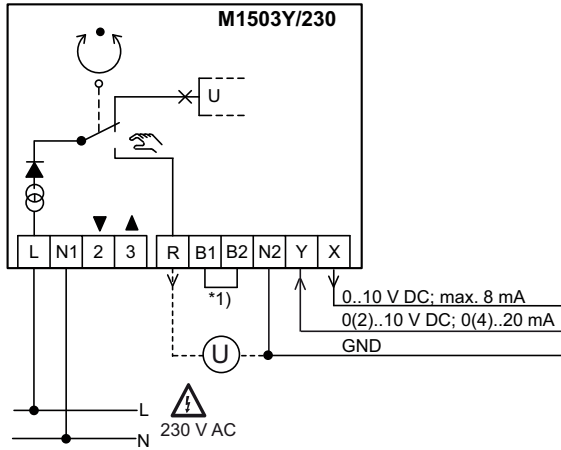 M1503Y/230
U
L N1 2 3 R B1 B2 N2 Y X
*1)
0..10 V DC; max. 8 mA
0(2)..10 V DC; 0(4)..20 mA
GND
U
L
230 V AC
N